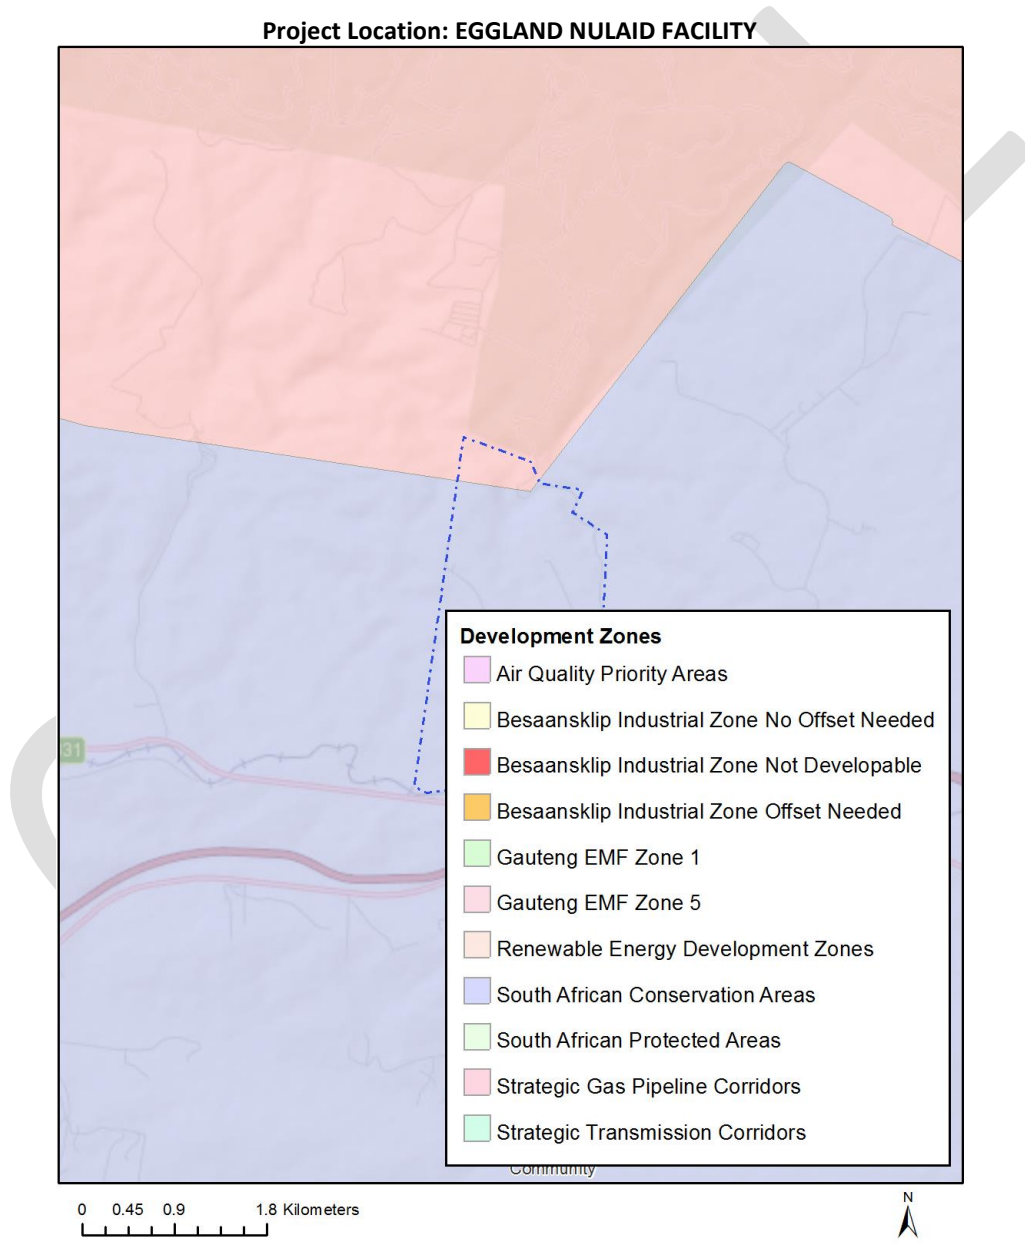 Project Location: EGGLAND NULAID FACILITY
31
Development Zones
Air Quality Priority Areas
Besaansklip Industrial Zone No Offset Needed
Besaansklip Industrial Zone Not Developable
Besaansklip Industrial Zone Offset Needed
Gauteng EMF Zone 1
Gauteng EMF Zone 5
Renewable Energy Development Zones
South African Conservation Areas
South African Protected Areas
Strategic Gas Pipeline Corridors
Strategic Transmission Corridors
Community
0 0.45 0.9 1.8 Kilometers
N